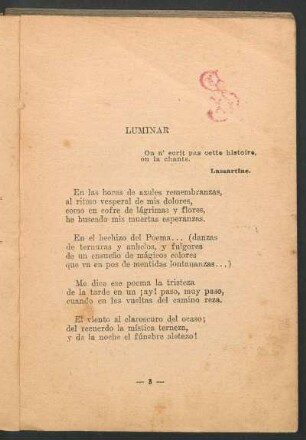 LUMINAR
On n' ecrit pas cette histoire,
on la chante.
Lamartine.
En las horas de azules remembranzas,
al ritmo vesperal de mis dolores,
como en cofre de lágrimas y flores,
he buscado mis muertas esperanzas.
En el hechizo del Poema... (danzas
de ternuras y anhelos, y fulgores
de un ensueño de mágicos colores
que va en pos de mentidas lontananzas...)
Me dice ese poema la tristeza
de la tarde en un ¡ay! paso, muy paso,
cuando en las vueltas del camino reza.
El viento al claroscuro del ocaso;
del recuerdo la mística terneza,
y de la noche el fúnebre aletazo!
— 3 —